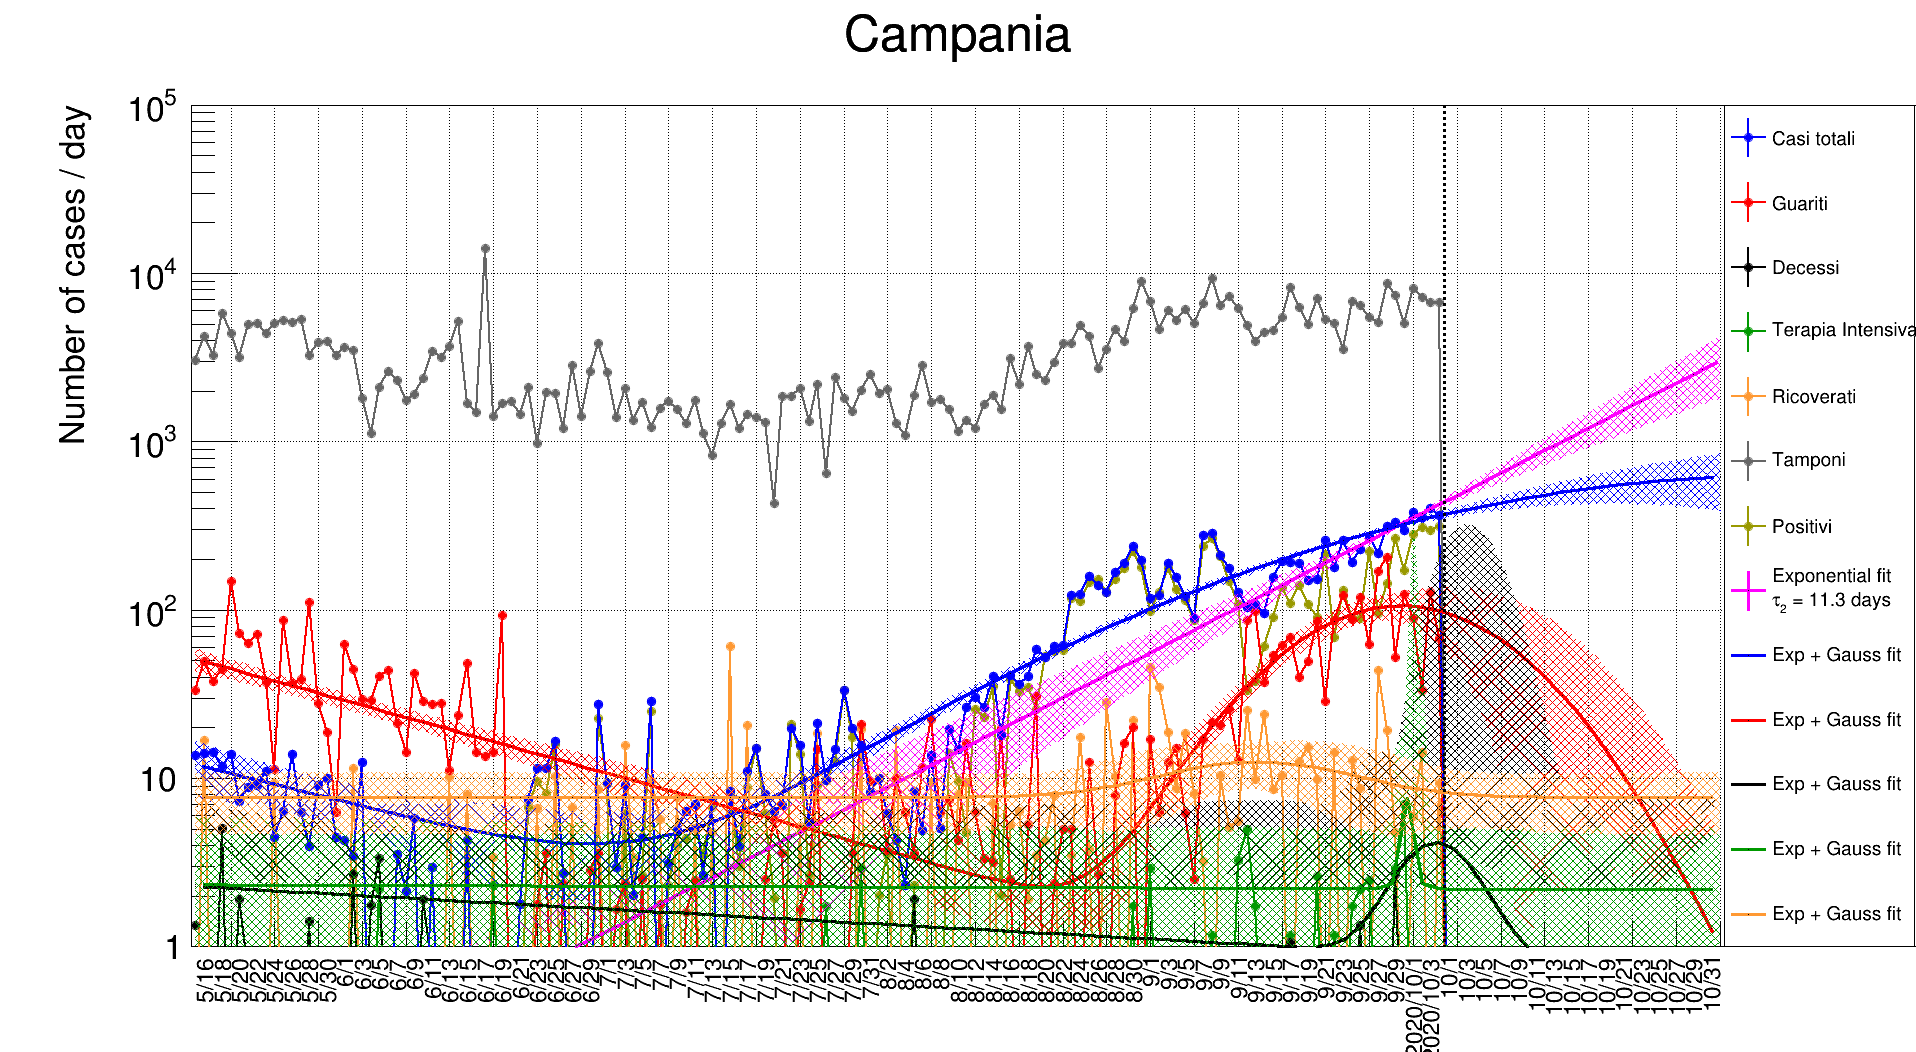 Campania
Number of cases / day
10⁵
10⁴
10³
10²
10
1
5/16 5/18 5/20 5/22 5/24 5/26 5/28 5/30 6/1 6/3 6/5 6/7 6/9 6/11 6/13 6/15 6/17 6/19 6/21 6/23 6/25 6/27 6/29 7/1 7/3 7/5 7/7 7/9 7/11 7/13 7/15 7/17 7/19 7/21 7/23 7/25 7/27 7/29 7/31 8/2 8/4 8/6 8/8 8/10 8/12 8/14 8/16 8/18 8/20 8/22 8/24 8/26 8/28 8/30 9/1 9/3 9/5 9/7 9/9 9/11 9/13 9/15 9/17 9/19 9/21 9/23 9/25 9/27 9/29 2020/10/1 2020/10/3 10/1 10/3 10/5 10/7 10/9 10/11 10/13 10/15 10/17 10/19 10/21 10/23 10/25 10/27 10/29 10/31
Casi totali
Guariti
Decessi
Terapia Intensiva
Ricoverati
Tamponi
Positivi
Exponential fit
τ₂ = 11.3 days
Exp + Gauss fit
Exp + Gauss fit
Exp + Gauss fit
Exp + Gauss fit
Exp + Gauss fit